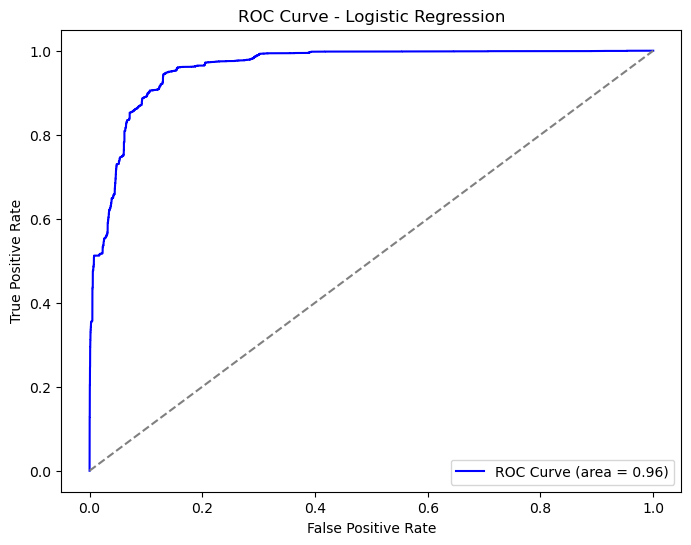 ROC Curve - Logistic Regression
True Positive Rate
1.0
0.8
0.6
0.4
0.2
0.0
ROC Curve (area = 0.96)
0.0 0.2 0.4 0.6 0.8 1.0
False Positive Rate